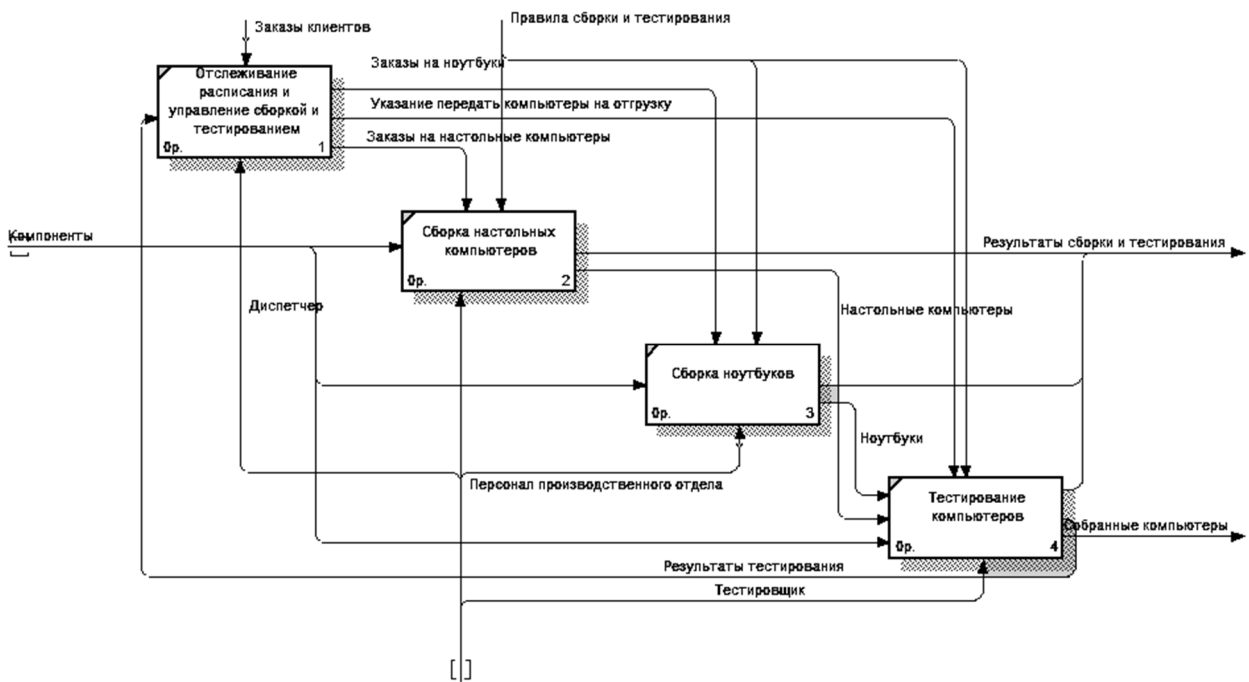 Правила сборки и тестирования
Заказы клиентов
Отслеживание
расписания и
управление сборкой и
тестированием
0р. 1
Заказы на ноутбуки
Указание передать компьютеры на отгрузку
Заказы на настольные компьютеры
Компоненты
Сборка настольных
компьютеров
0р. 2
Результаты сборки и тестирования
Диспетчер
Настольные компьютеры
Сборка ноутбуков
0р. 3
Ноутбуки
Персонал производственного отдела
Тестирование
компьютеров
0р. 4
Собранные компьютеры
Результаты тестирования
Тестировщик